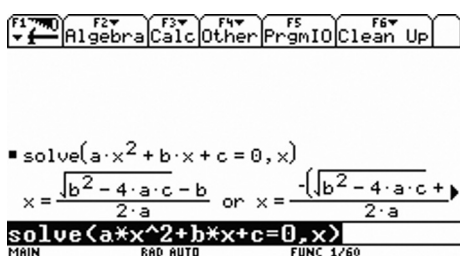 F1 F2 Algebra F3 Calc F4 Other F5 PrgmIO F6 Clean Up
solve(a·x² + b·x + c = 0, x)
x = (√(b² - 4·a·c) - b)/(2·a) or x = (-(√(b² - 4·a·c) +)/(2·a)
solve(a*x^2+b*x+c=0,x)
MAIN RAD AUTO FUNC 1/60